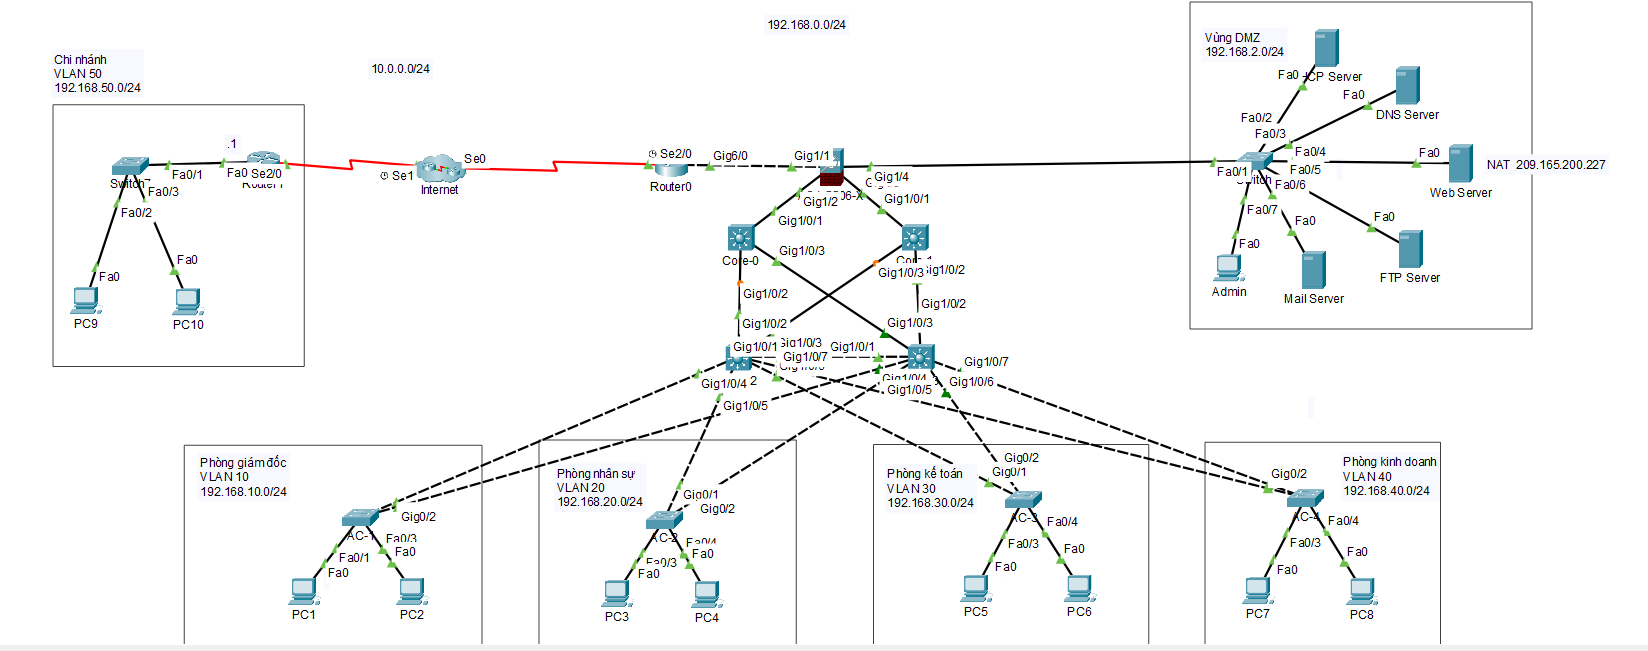 192.168.0.0/24
Chi nhánh
VLAN 50
192.168.50.0/24
10.0.0.0/24
Vùng DMZ
192.168.2.0/24
Fa0
Server
Fa0
DNS Server
Fa0/2
Fa0/3
Fa0/4
Fa0/5
Fa0/6
Fa0/1
Fa0/7
Fa0
Web Server
NAT 209.165.200.227
Fa0
FTP Server
Fa0
Mail Server
Fa0
Admin
.1
Fa0/1
Fa0
Se2/0
Fa0/3
Fa0/2
Fa0
PC9
Fa0
PC10
Se1
Internet
Se0
Se2/0
Router0
Gig6/0
Gig1/1
Gig1/4
Gig1/2
Gig1/0/1
Gig1/0/1
Core-0
Gig1/0/3
Gig1/0/3
Gig1/0/2
Gig1/0/2
Gig1/0/2
Gig1/0/2
Gig1/0/3
Gig1/0/1
Gig1/0/7
Gig1/0/1
Gig1/0/7
Gig1/0/6
Gig1/0/5
Gig1/0/4
2
Gig1/0/5
Phòng giám đốc
VLAN 10
192.168.10.0/24
Gig0/2
AC-1
Fa0/1
Fa0/3
Fa0
Fa0
PC1
PC2
Phòng nhân sự
VLAN 20
192.168.20.0/24
Gig0/1
Gig0/2
AC-2
Fa0/3
Fa0/4
Fa0
Fa0
PC3
PC4
Phòng kế toán
VLAN 30
192.168.30.0/24
Gig0/2
Gig0/1
AC-3
Fa0/4
Fa0/3
Fa0
Fa0
PC5
PC6
Phòng kinh doanh
VLAN 40
192.168.40.0/24
Gig0/2
AC-4
Fa0/4
Fa0/3
Fa0
Fa0
PC7
PC8